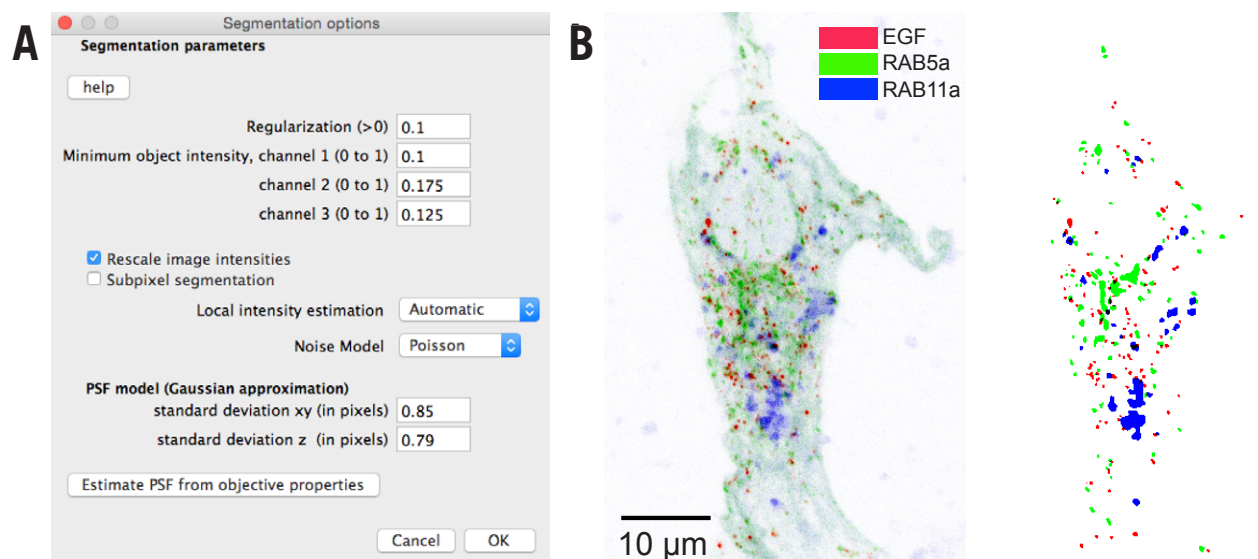 A
Segmentation options
Segmentation parameters
help
Regularization (>0) 0.1
Minimum object intensity, channel 1 (0 to 1) 0.1
channel 2 (0 to 1) 0.175
channel 3 (0 to 1) 0.125
Rescale image intensities
Subpixel segmentation
Local intensity estimation Automatic
Noise Model Poisson
PSF model (Gaussian approximation)
standard deviation xy (in pixels) 0.85
standard deviation z (in pixels) 0.79
Estimate PSF from objective properties
Cancel OK
B
EGF
RAB5a
RAB11a
10 µm